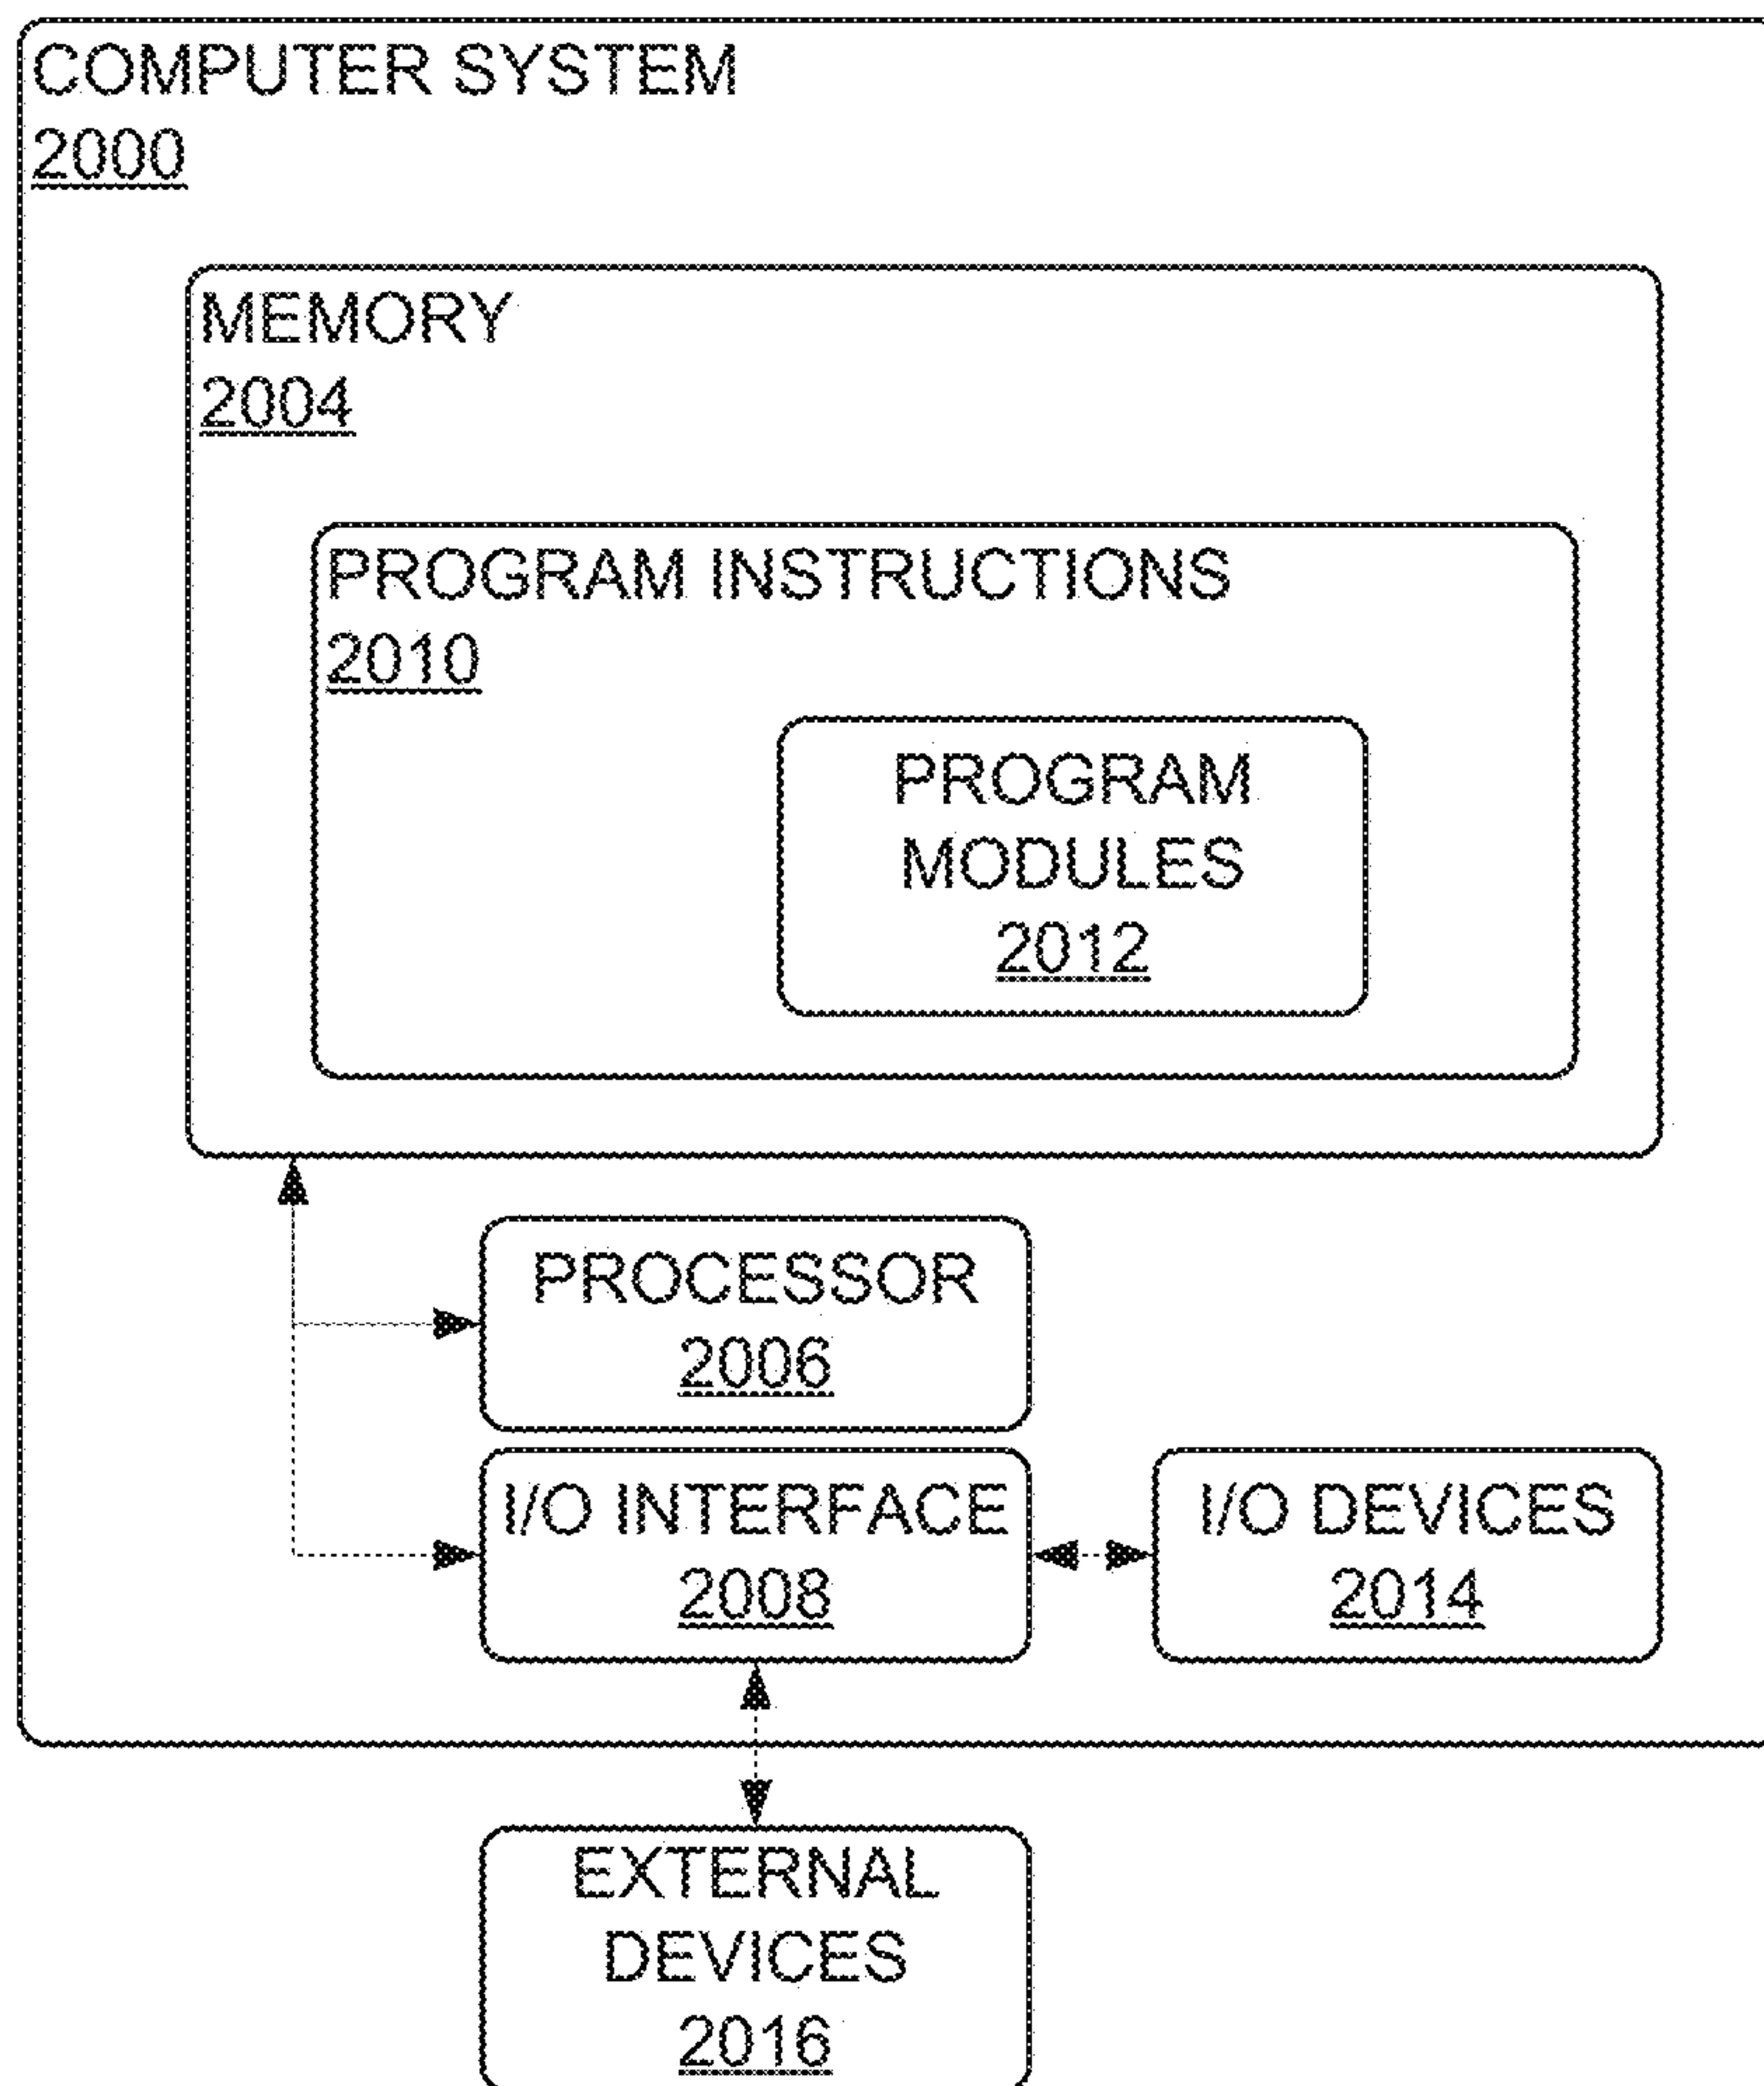 COMPUTER SYSTEM
2000
MEMORY
2004
PROGRAM INSTRUCTIONS
2010
PROGRAM
MODULES
2012
PROCESSOR
2006
I/O INTERFACE
2008
I/O DEVICES
2014
EXTERNAL
DEVICES
2016